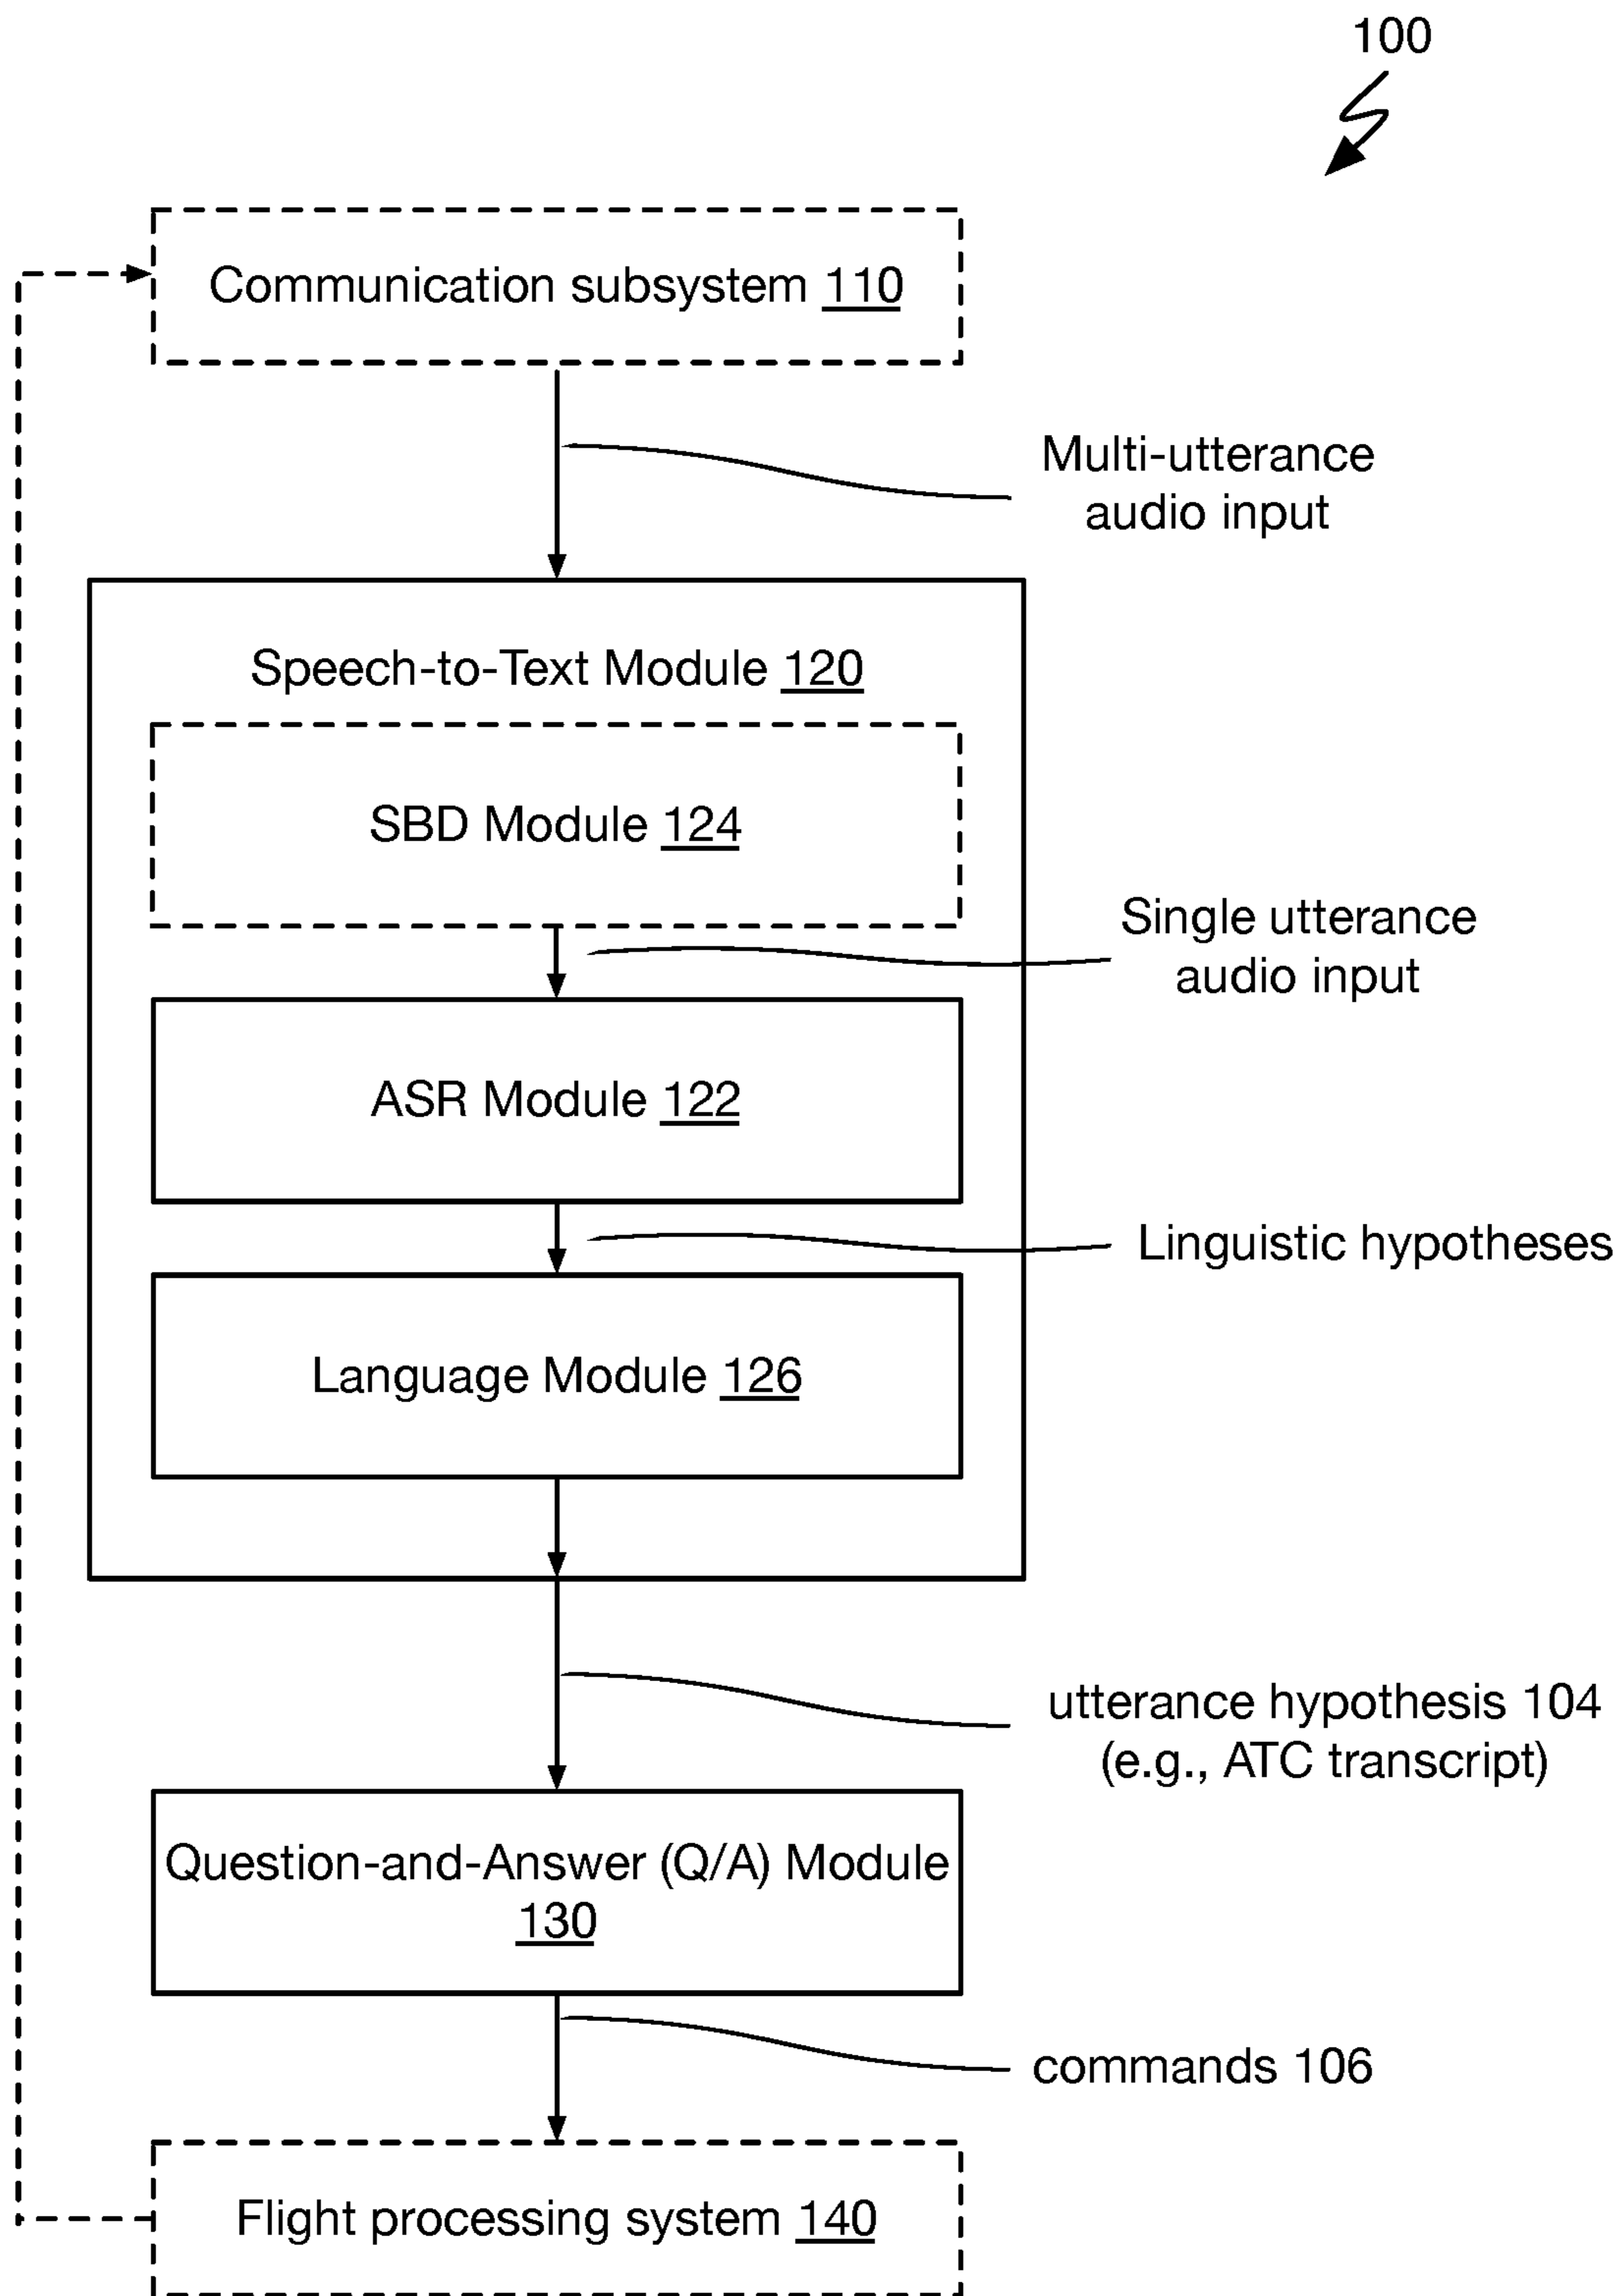 100
Communication subsystem 110
Multi-utterance
audio input
Speech-to-Text Module 120
SBD Module 124
Single utterance
audio input
ASR Module 122
Linguistic hypotheses
Language Module 126
utterance hypothesis 104
(e.g., ATC transcript)
Question-and-Answer (Q/A) Module
130
commands 106
Flight processing system 140